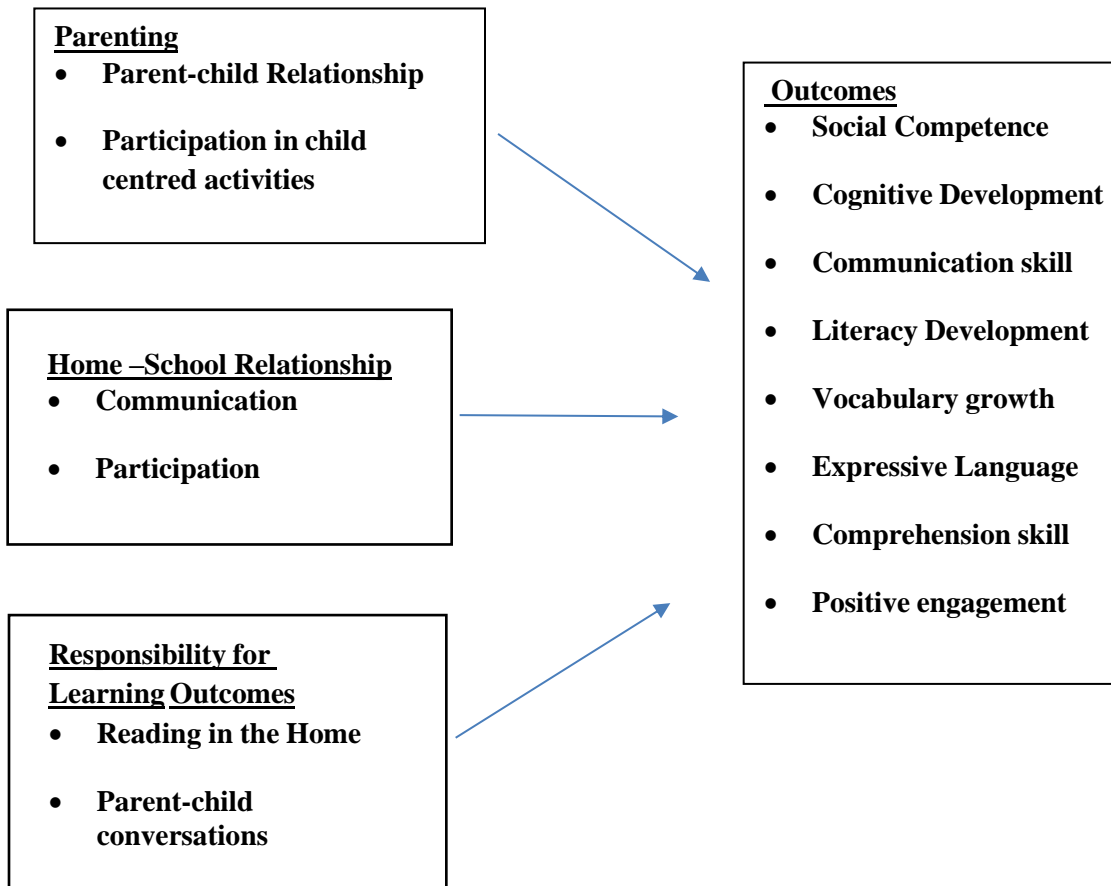 Parenting
• Parent-child Relationship
• Participation in child
centred activities
Home –School Relationship
• Communication
• Participation
Responsibility for
Learning Outcomes
• Reading in the Home
• Parent-child
conversations
Outcomes
• Social Competence
• Cognitive Development
• Communication skill
• Literacy Development
• Vocabulary growth
• Expressive Language
• Comprehension skill
• Positive engagement